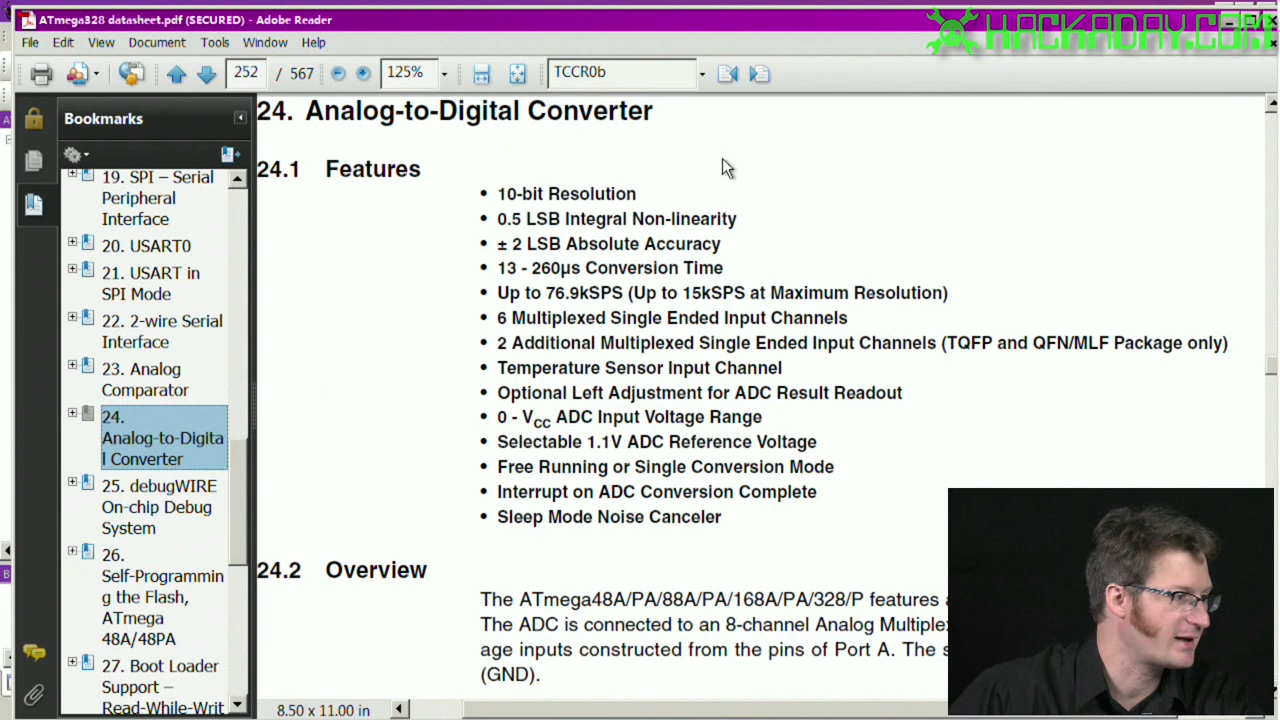 ATmega328 datasheet.pdf (SECURED) - Adobe Reader
HACKADAY.COM
File Edit View Document Tools Window Help
252 / 567 125% TCCR0b
Bookmarks
19. SPI – Serial
Peripheral
Interface
20. USART0
21. USART in
SPI Mode
22. 2-wire Serial
Interface
23. Analog
Comparator
24.
Analog-to-Digita
l Converter
25. debugWIRE
On-chip Debug
System
26.
Self-Programmin
g the Flash,
ATmega
48A/48PA
27. Boot Loader
Support –
Read-While-Writ
24. Analog-to-Digital Converter
24.1 Features
• 10-bit Resolution
• 0.5 LSB Integral Non-linearity
• ± 2 LSB Absolute Accuracy
• 13 - 260µs Conversion Time
• Up to 76.9kSPS (Up to 15kSPS at Maximum Resolution)
• 6 Multiplexed Single Ended Input Channels
• 2 Additional Multiplexed Single Ended Input Channels (TQFP and QFN/MLF Package only)
• Temperature Sensor Input Channel
• Optional Left Adjustment for ADC Result Readout
• 0 - VCC ADC Input Voltage Range
• Selectable 1.1V ADC Reference Voltage
• Free Running or Single Conversion Mode
• Interrupt on ADC Conversion Complete
• Sleep Mode Noise Canceler
24.2 Overview
The ATmega48A/PA/88A/PA/168A/PA/328/P features
The ADC is connected to an 8-channel Analog Multiple
age inputs constructed from the pins of Port A. The s
(GND).
8.50 x 11.00 in